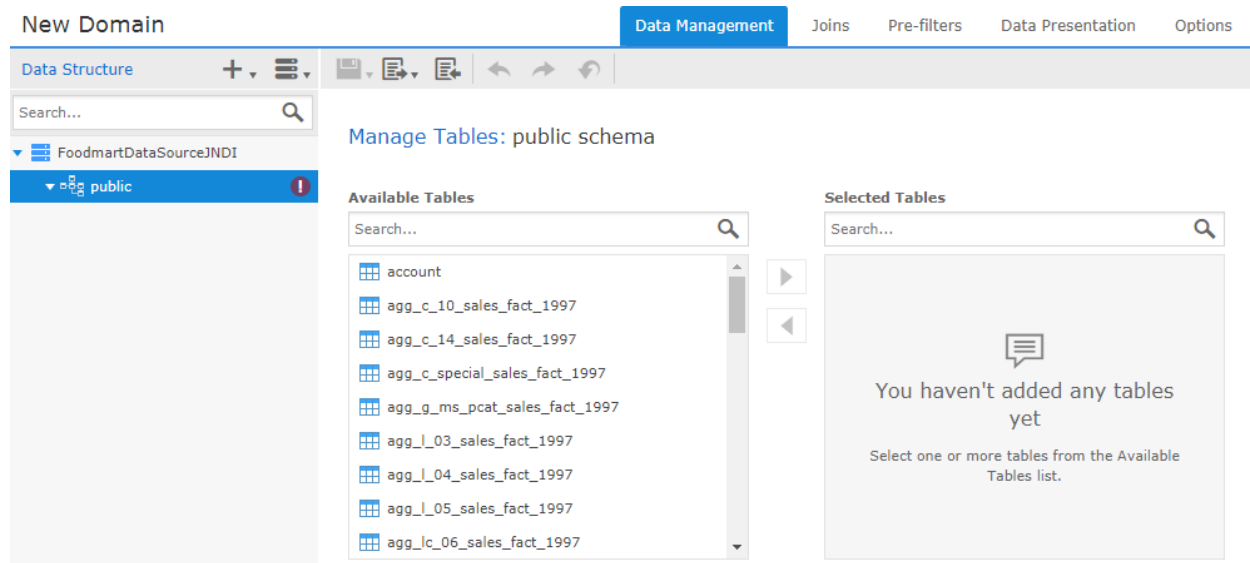 New Domain
Data Management
Joins
Pre-filters
Data Presentation
Options
Data Structure
Search...
FoodmartDataSourceJNDI
public
Manage Tables: public schema
Available Tables
Search...
account
agg_c_10_sales_fact_1997
agg_c_14_sales_fact_1997
agg_c_special_sales_fact_1997
agg_g_ms_pcat_sales_fact_1997
agg_l_03_sales_fact_1997
agg_l_04_sales_fact_1997
agg_l_05_sales_fact_1997
agg_lc_06_sales_fact_1997
Selected Tables
Search...
You haven't added any tables
yet
Select one or more tables from the Available
Tables list.